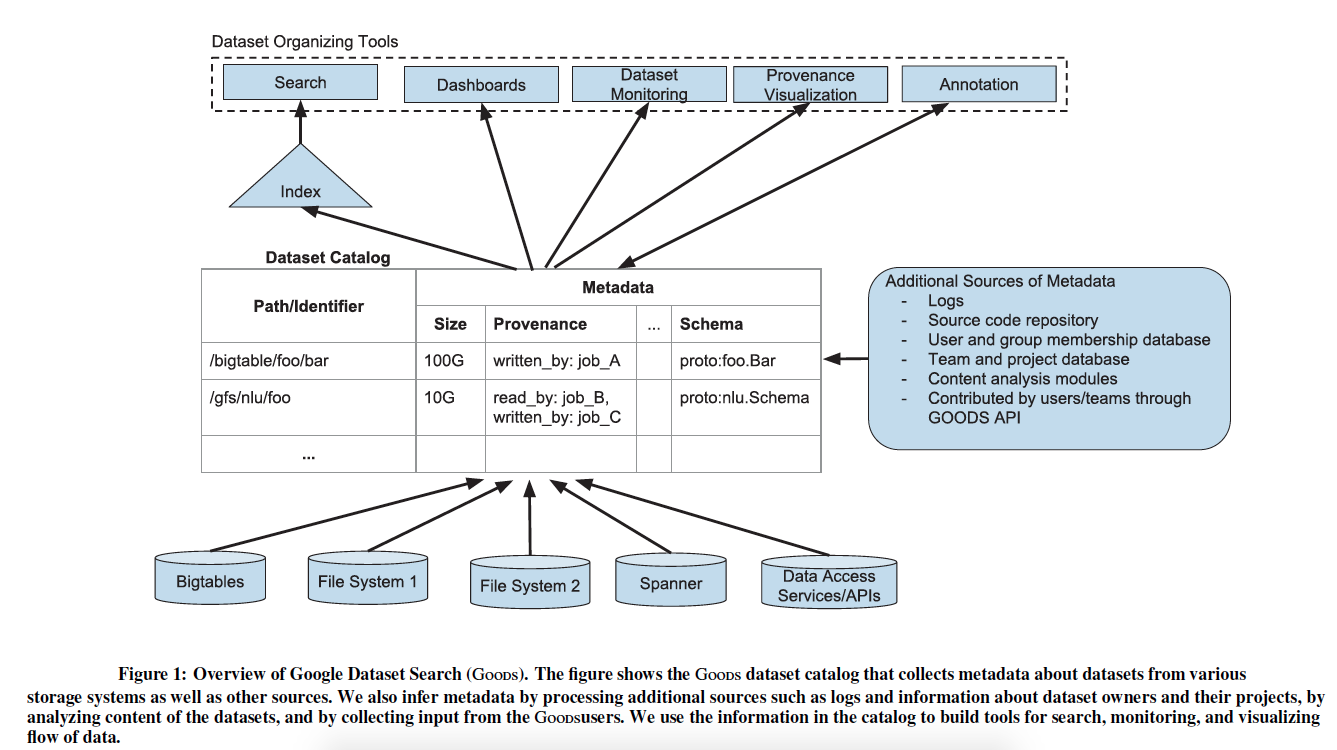 Dataset Organizing Tools
Search
Dashboards
Dataset
Monitoring
Provenance
Visualization
Annotation
Index
Dataset Catalog
Path/Identifier
Metadata
Size
Provenance
...
Schema
/bigtable/foo/bar
100G
written_by: job_A
proto:foo.Bar
/gfs/nlu/foo
10G
read_by: job_B,
written_by: job_C
proto:nlu.Schema
...
Additional Sources of Metadata
- Logs
- Source code repository
- User and group membership database
- Team and project database
- Content analysis modules
- Contributed by users/teams through
GOODS API
Bigtables
File System 1
File System 2
Spanner
Data Access
Services/APIs
Figure 1: Overview of Google Dataset Search (GOODS). The figure shows the GOODS dataset catalog that collects metadata about datasets from various
storage systems as well as other sources. We also infer metadata by processing additional sources such as logs and information about dataset owners and their projects, by
analyzing content of the datasets, and by collecting input from the GOODSusers. We use the information in the catalog to build tools for search, monitoring, and visualizing
flow of data.